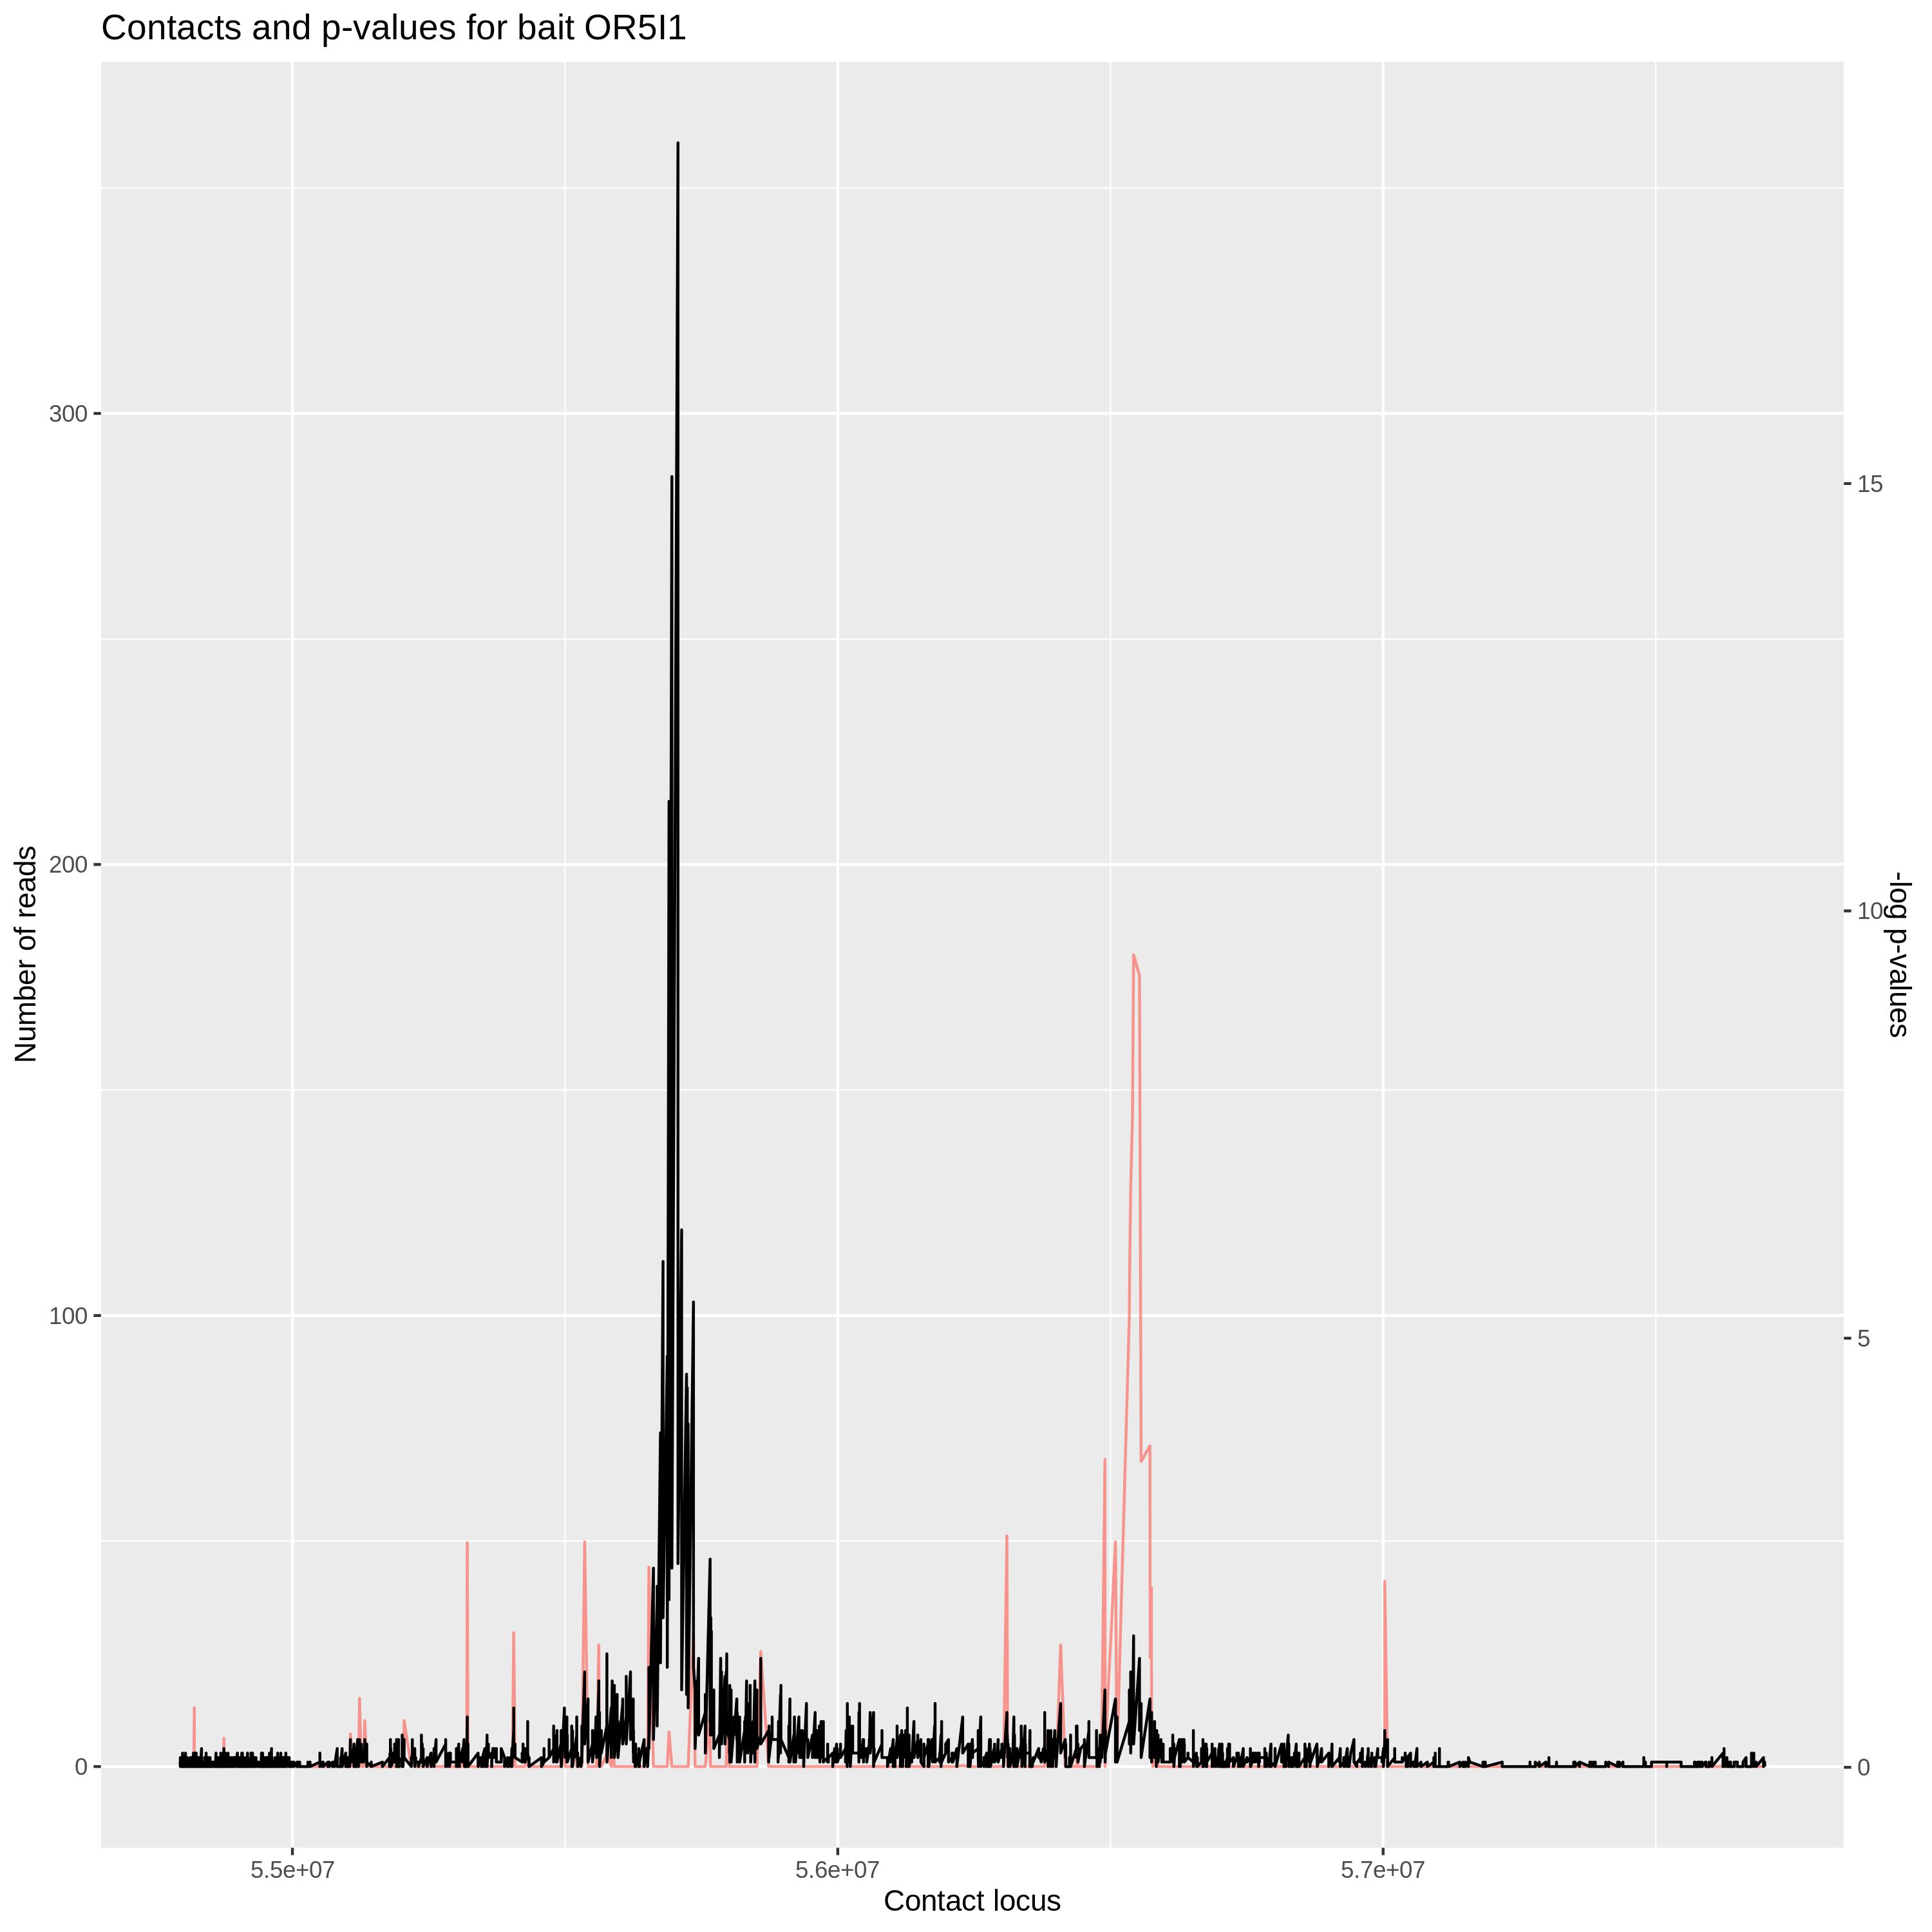 Contacts and p-values for bait OR5I1
300
200
100
0
Number of reads
15
10
5
0
-log p-values
5.5e+07
5.6e+07
5.7e+07
Contact locus